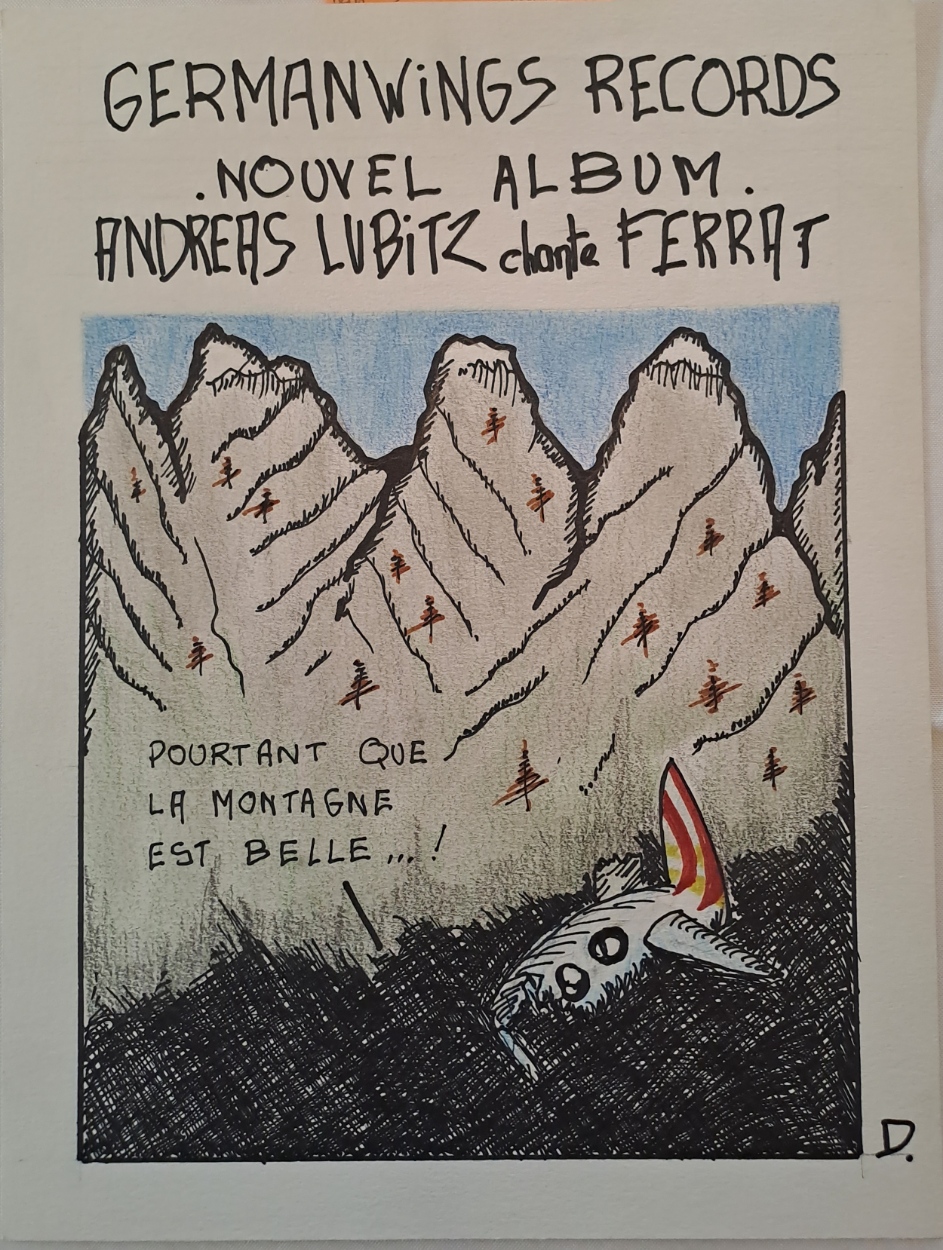 GERMANWiNGS RECORDS
.NOUVEL ALBUM.
ANDREAS LUBiTZ chante FERRAT
POURTANT QUE
LA MONTAGNE
EST BELLE...!
D.